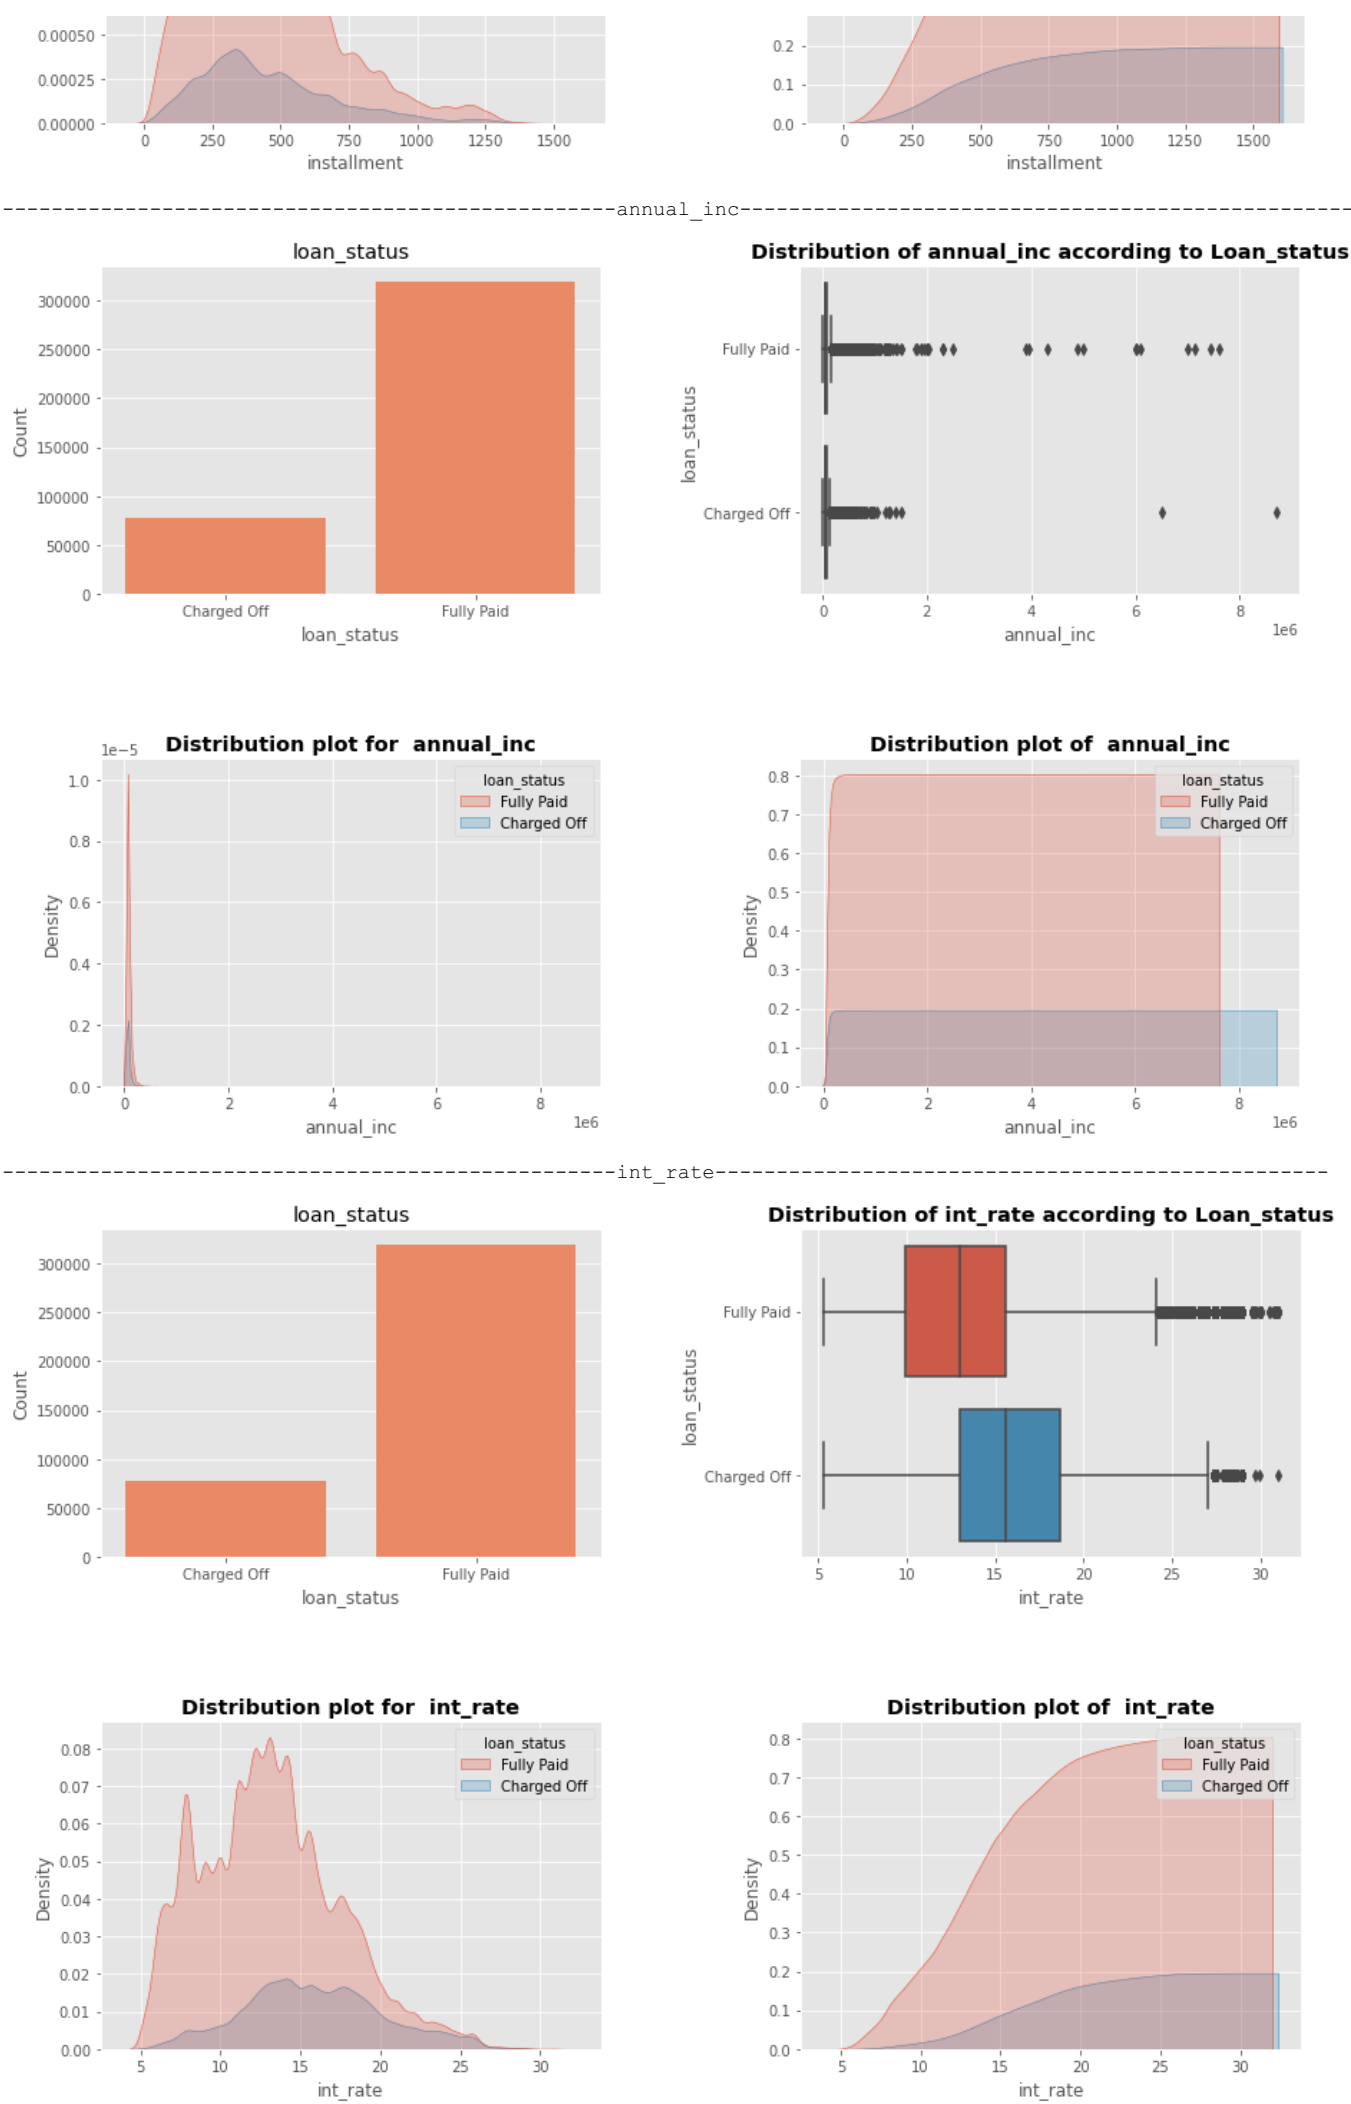 0.00050
0.00025
0.00000
0 250 500 750 1000 1250 1500
installment
0.2
0.1
0.0
0 250 500 750 1000 1250 1500
installment
--------------------------------------------------annual_inc--------------------------------------------------
loan_status
300000
250000
200000
150000
100000
50000
0
Count
Charged Off Fully Paid
loan_status
Distribution of annual_inc according to Loan_status
Fully Paid
Charged Off
loan_status
0 2 4 6 8
1e6
annual_inc
Distribution plot for annual_inc
1e−5
1.0
0.8
0.6
0.4
0.2
0.0
Density
loan_status
Fully Paid
Charged Off
0 2 4 6 8
1e6
annual_inc
Distribution plot of annual_inc
0.8
0.7
0.6
0.5
0.4
0.3
0.2
0.1
0.0
Density
loan_status
Fully Paid
Charged Off
0 2 4 6 8
1e6
annual_inc
--------------------------------------------------int_rate--------------------------------------------------
loan_status
300000
250000
200000
150000
100000
50000
0
Count
Charged Off Fully Paid
loan_status
Distribution of int_rate according to Loan_status
Fully Paid
Charged Off
loan_status
5 10 15 20 25 30
int_rate
Distribution plot for int_rate
0.08
0.07
0.06
0.05
0.04
0.03
0.02
0.01
0.00
Density
loan_status
Fully Paid
Charged Off
5 10 15 20 25 30
int_rate
Distribution plot of int_rate
0.8
0.7
0.6
0.5
0.4
0.3
0.2
0.1
0.0
Density
loan_status
Fully Paid
Charged Off
5 10 15 20 25 30
int_rate